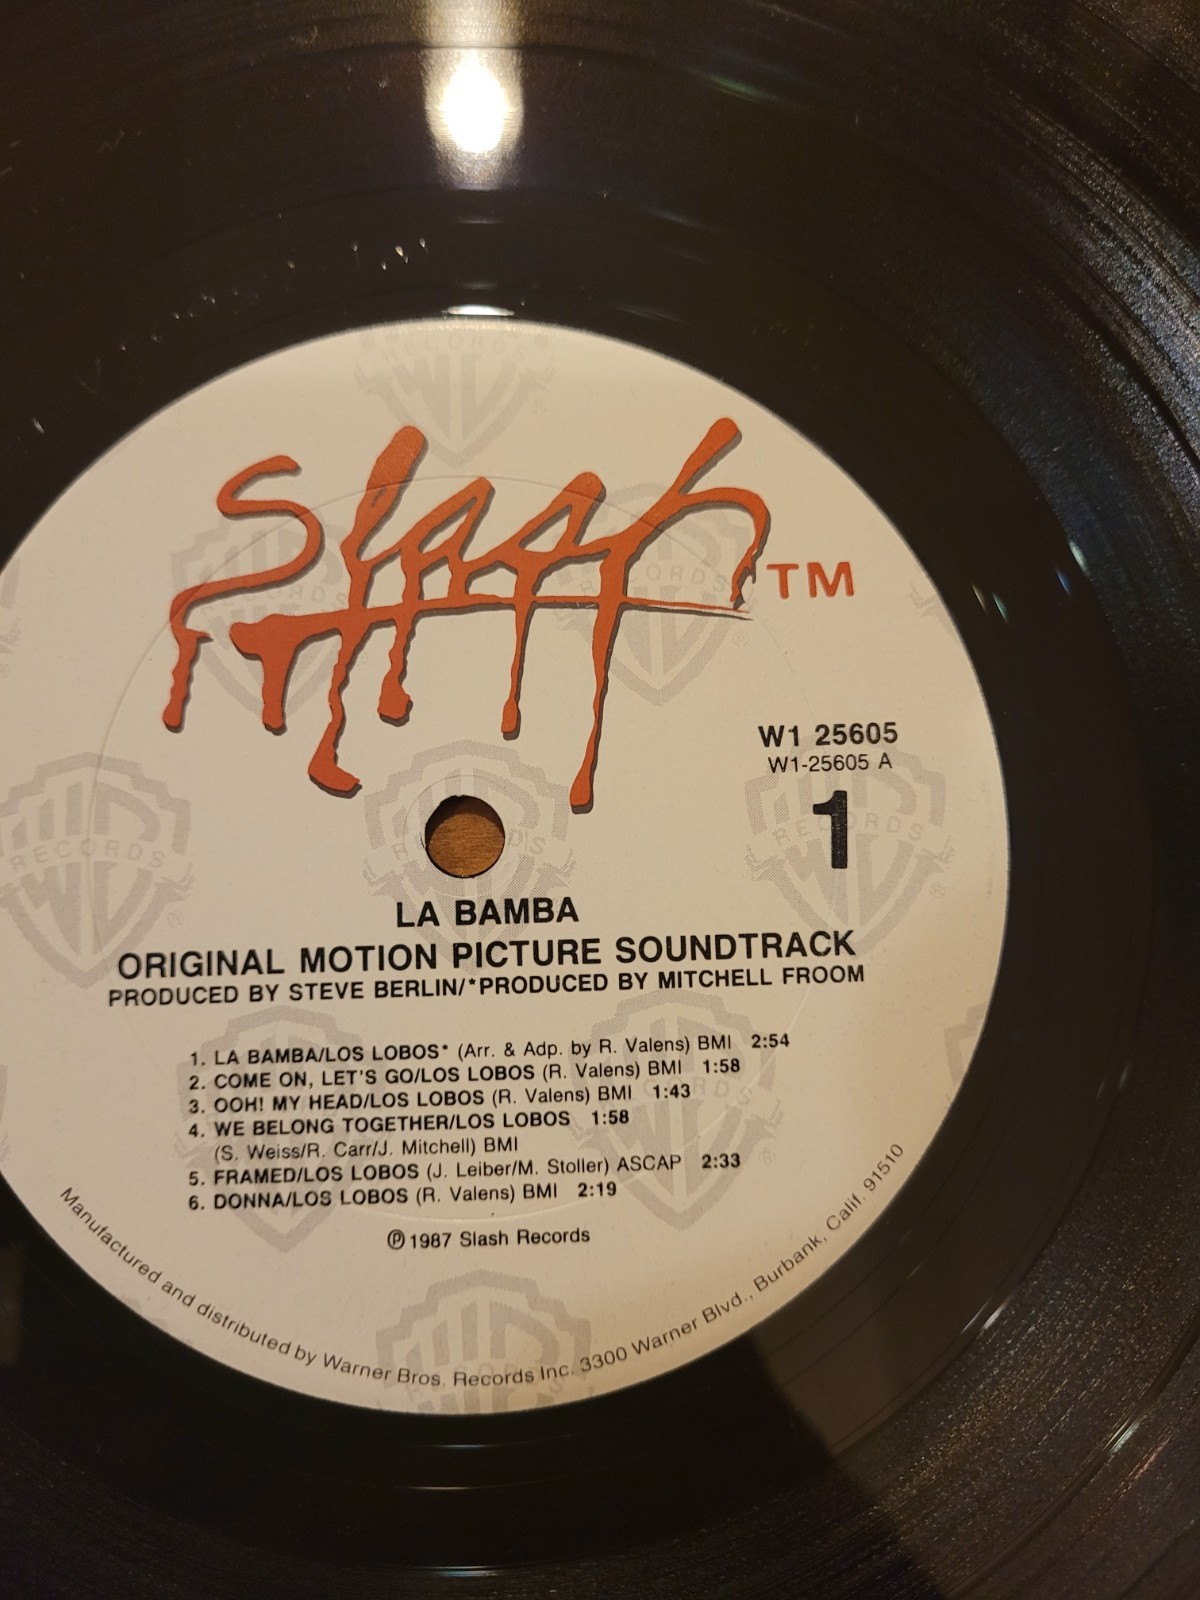 Slash TM
W1 25605
W1-25605 A
1
LA BAMBA
ORIGINAL MOTION PICTURE SOUNDTRACK
PRODUCED BY STEVE BERLIN/*PRODUCED BY MITCHELL FROOM
1. LA BAMBA/LOS LOBOS* (Arr. & Adp. by R. Valens) BMI 2:54
2. COME ON, LET'S GO/LOS LOBOS (R. Valens) BMI 1:58
3. OOH! MY HEAD/LOS LOBOS (R. Valens) BMI 1:43
4. WE BELONG TOGETHER/LOS LOBOS 1:58
(S. Weiss/R. Carr/J. Mitchell) BMI
5. FRAMED/LOS LOBOS (J. Leiber/M. Stoller) ASCAP 2:33
6. DONNA/LOS LOBOS (R. Valens) BMI 2:19
℗ 1987 Slash Records
Manufactured and distributed by Warner Bros. Records Inc. 3300 Warner Blvd., Burbank, Calif. 91510
WB RECORDS ®